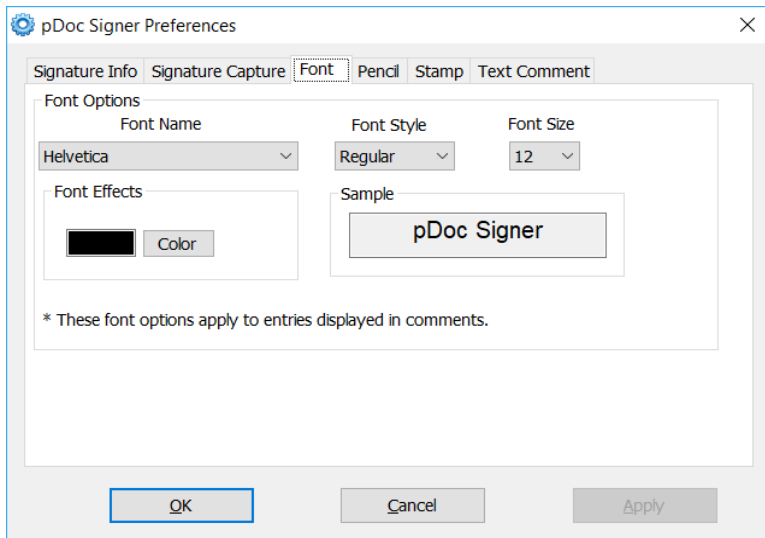 pDoc Signer Preferences
Signature Info Signature Capture Font Pencil Stamp Text Comment
Font Options
Font Name Font Style Font Size
Helvetica Regular 12
Font Effects Sample
Color pDoc Signer
* These font options apply to entries displayed in comments.
OK Cancel Apply